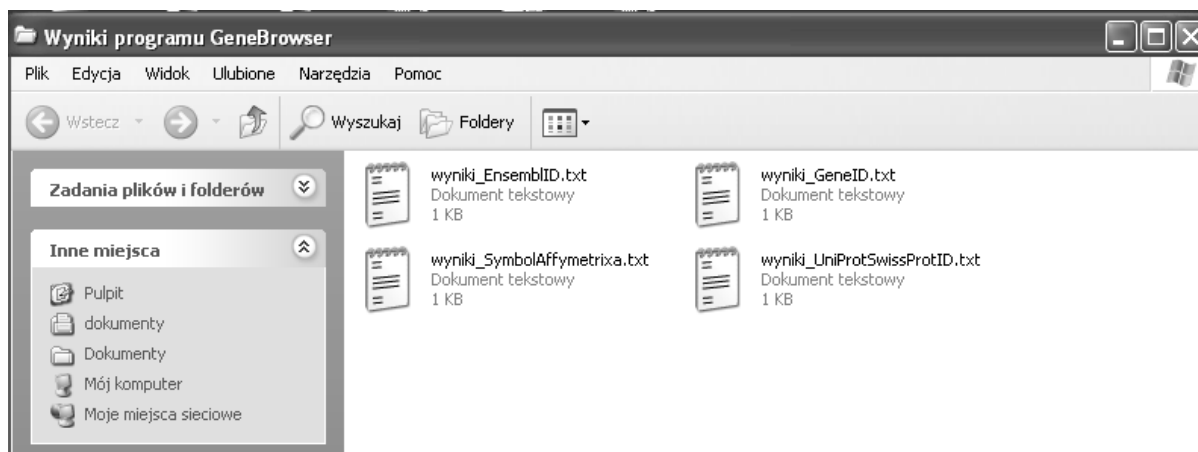 Wyniki programu GeneBrowser
Plik Edycja Widok Ulubione Narzędzia Pomoc
Wstecz Wyszukaj Foldery
Zadania plików i folderów
Inne miejsca
Pulpit
dokumenty
Dokumenty
Mój komputer
Moje miejsca sieciowe
wyniki_EnsemblID.txt
Dokument tekstowy
1 KB
wyniki_GeneID.txt
Dokument tekstowy
1 KB
wyniki_SymbolAffymetrixa.txt
Dokument tekstowy
1 KB
wyniki_UniProtSwissProtID.txt
Dokument tekstowy
1 KB